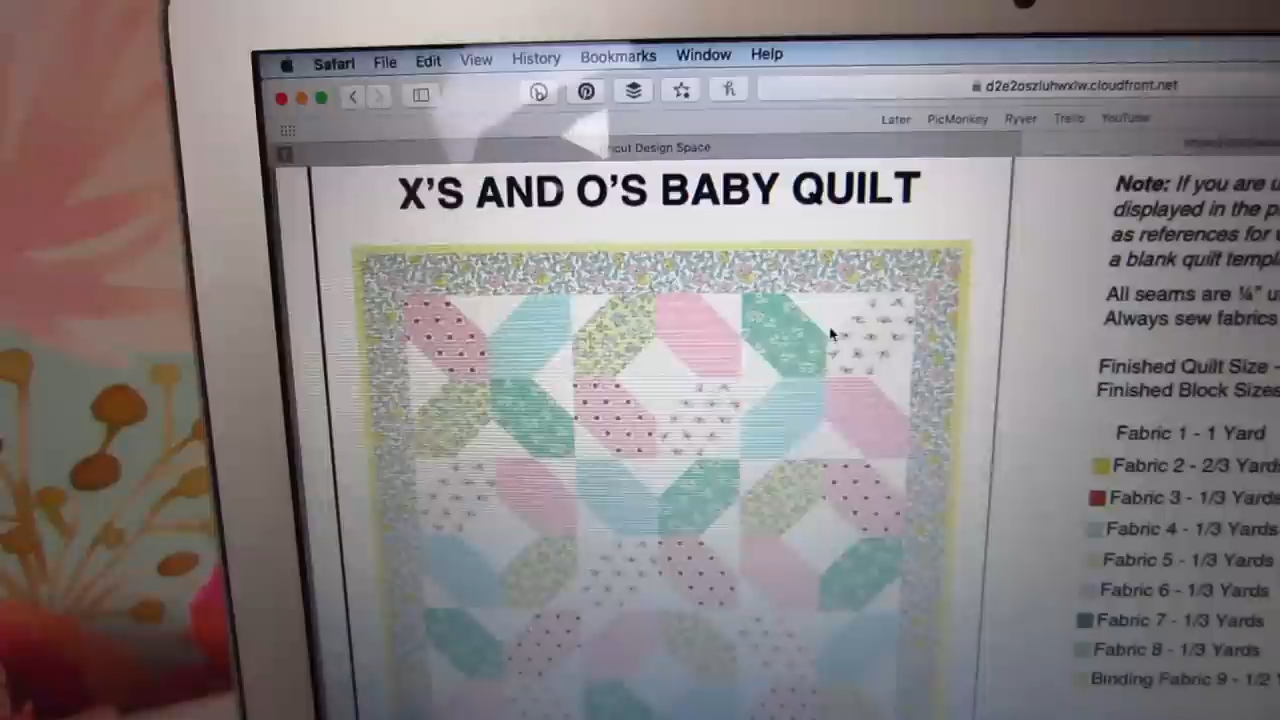 Safari File Edit View History Bookmarks Window Help
d2e2oszluhwxlw.cloudfront.net
Later PicMonkey Ryver Trello YouTube
ricut Design Space
X'S AND O'S BABY QUILT
Note: If you are u
displayed in the p
as references for
a blank quilt templ
All seams are ¼" u
Always sew fabrics
Finished Quilt Size -
Finished Block Sizes
Fabric 1 - 1 Yard
Fabric 2 - 2/3 Yards
Fabric 3 - 1/3 Yards
Fabric 4 - 1/3 Yards
Fabric 5 - 1/3 Yards
Fabric 6 - 1/3 Yards
Fabric 7 - 1/3 Yards
Fabric 8 - 1/3 Yards
Binding Fabric 9 - 1/2 Y